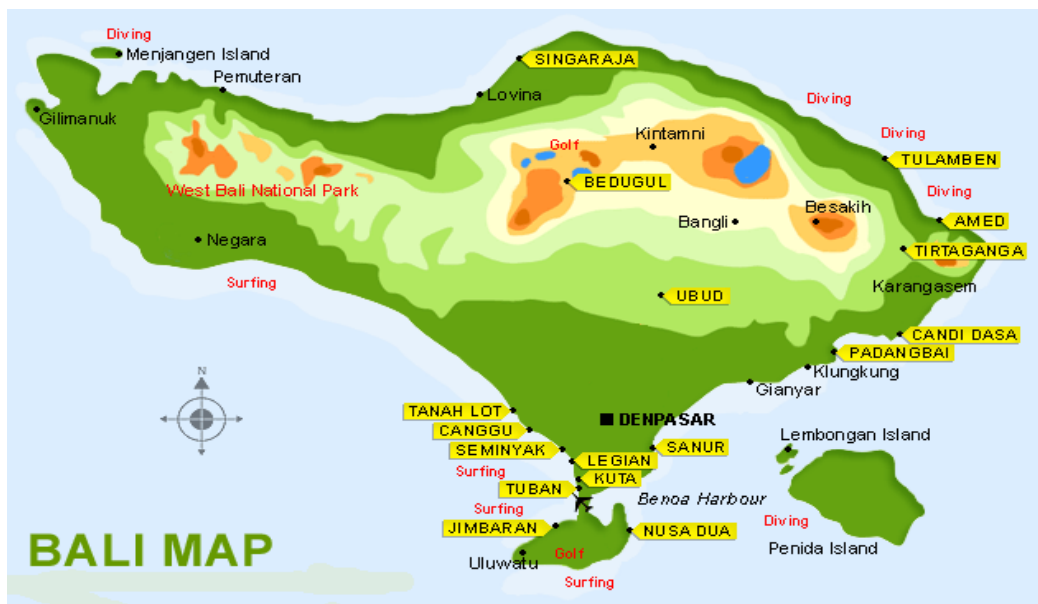 Diving
Menjangen Island
SINGARAJA
Pemuteran
Lovina
Diving
Gilimanuk
Kintamni
Diving
Golf
TULAMBEN
West Bali National Park
BEDUGUL
Diving
Besakih
AMED
Bangli
Negara
TIRTAGANGA
Surfing
Karangasem
UBUD
CANDI DASA
PADANGBAI
Klungkung
Gianyar
N
TANAH LOT
DENPASAR
CANGGU
Lembongan Island
SEMINYAK
SANUR
LEGIAN
Surfing
KUTA
TUBAN
Benoa Harbour
Surfing
Diving
JIMBARAN
NUSA DUA
BALI MAP
Penida Island
Golf
Uluwatu
Surfing